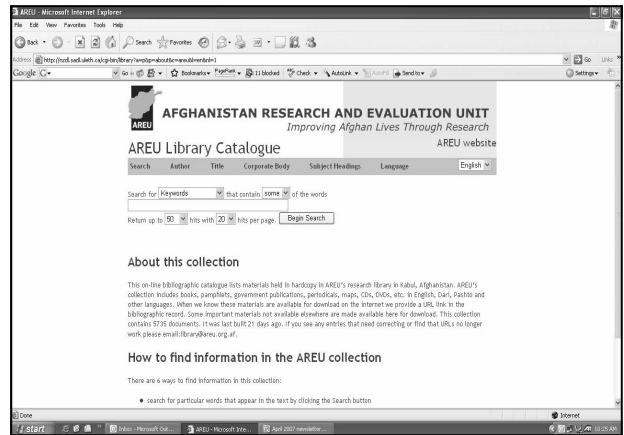 AREU - Microsoft Internet Explorer
File Edit View Favorites Tools Help
Back Search Favorites
Address http://nzdl.sadl.uleth.ca/cgi-bin/library?a=p&p=about&c=areu&l=en&nl=1 Go Links
Google Go Bookmarks PageRank 11 blocked Check AutoLink AutoFill Send to Settings
AREU
AFGHANISTAN RESEARCH AND EVALUATION UNIT
Improving Afghan Lives Through Research
AREU Library Catalogue AREU website
Search Author Title Corporate Body Subject Headings Language English
Search for Keywords that contain some of the words
Return up to 50 hits with 20 hits per page. Begin Search
About this collection
This on-line bibliographic catalogue lists materials held in hardcopy in AREU's research library in Kabul, Afghanistan. AREU's
collection includes books, pamphlets, government publications, periodicals, maps, CDs, DVDs, etc. in English, Dari, Pashto and
other languages. When we know these materials are available for download on the internet we provide a URL link in the
bibliographic record. Some important materials not available elsewhere are made available here for download. This collection
contains 5735 documents. It was last built 21 days ago. If you see any entries that need correcting or find that URLs no longer
work please email:library@areu.org.af.
How to find information in the AREU collection
There are 6 ways to find information in this collection:
• search for particular words that appear in the text by clicking the Search button
Done Internet
start Inbox - Microsoft Out... AREU - Microsoft Inte... April 2007 newsletter... 10:25 AM